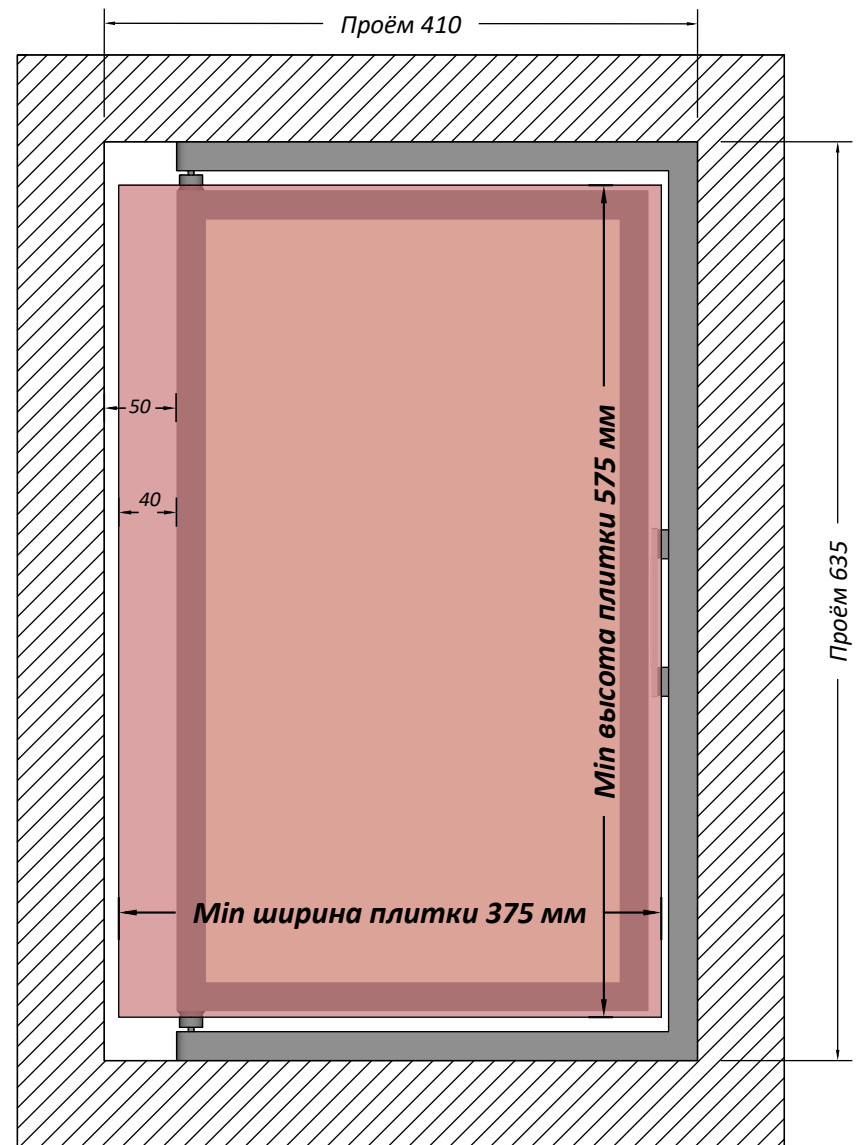 Проём 410
50
40
Min высота плитки 575 мм
Проём 635
Min ширина плитки 375 мм